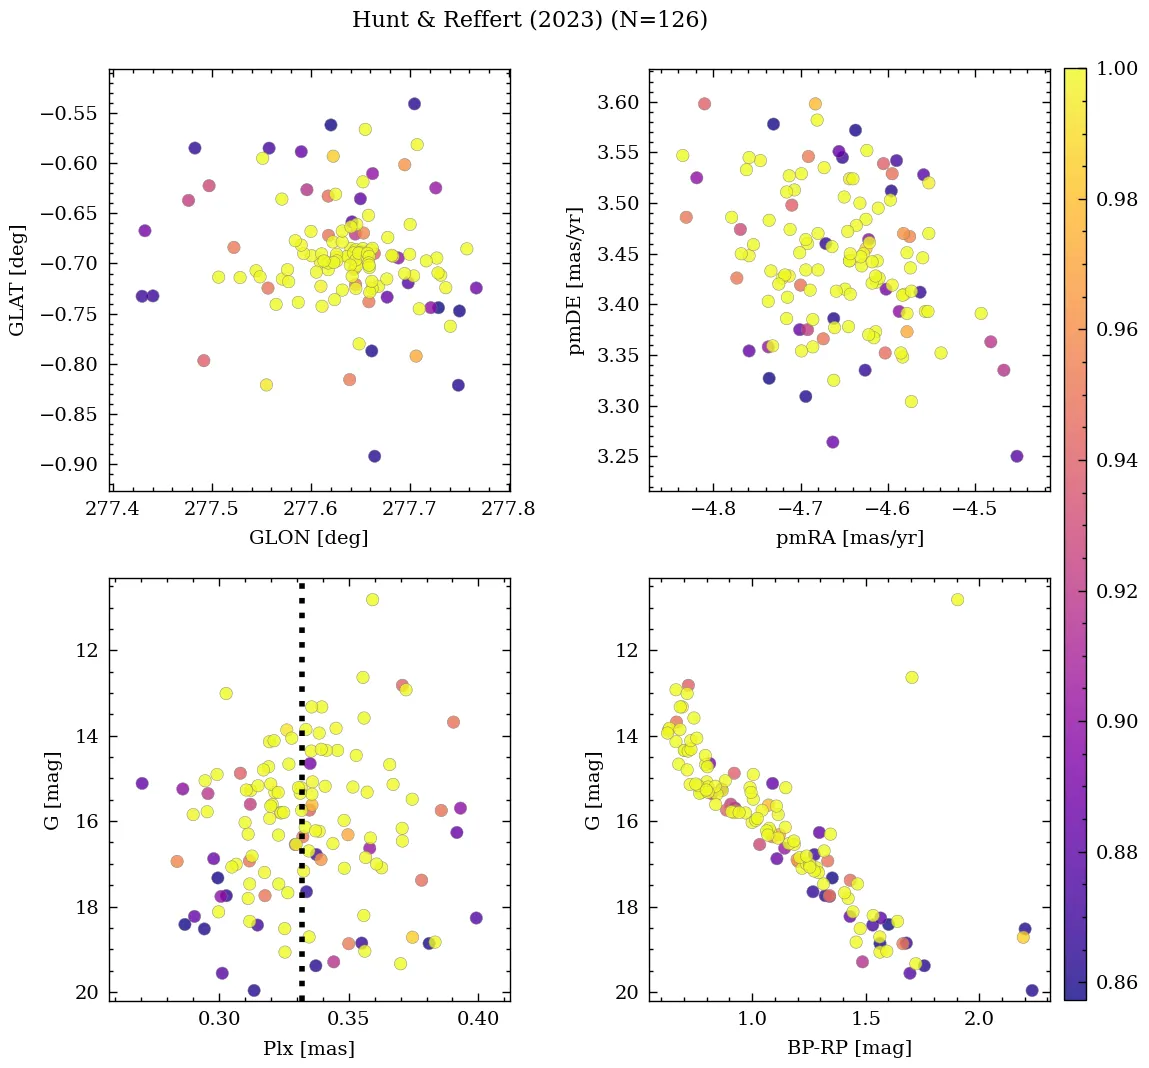 Hunt & Reffert (2023) (N=126)
GLAT [deg]
−0.55
−0.60
−0.65
−0.70
−0.75
−0.80
−0.85
−0.90
277.4 277.5 277.6 277.7 277.8
GLON [deg]
pmDE [mas/yr]
3.60
3.55
3.50
3.45
3.40
3.35
3.30
3.25
−4.8 −4.7 −4.6 −4.5
pmRA [mas/yr]
G [mag]
12
14
16
18
20
0.30 0.35 0.40
Plx [mas]
G [mag]
12
14
16
18
20
1.0 1.5 2.0
BP-RP [mag]
1.00
0.98
0.96
0.94
0.92
0.90
0.88
0.86